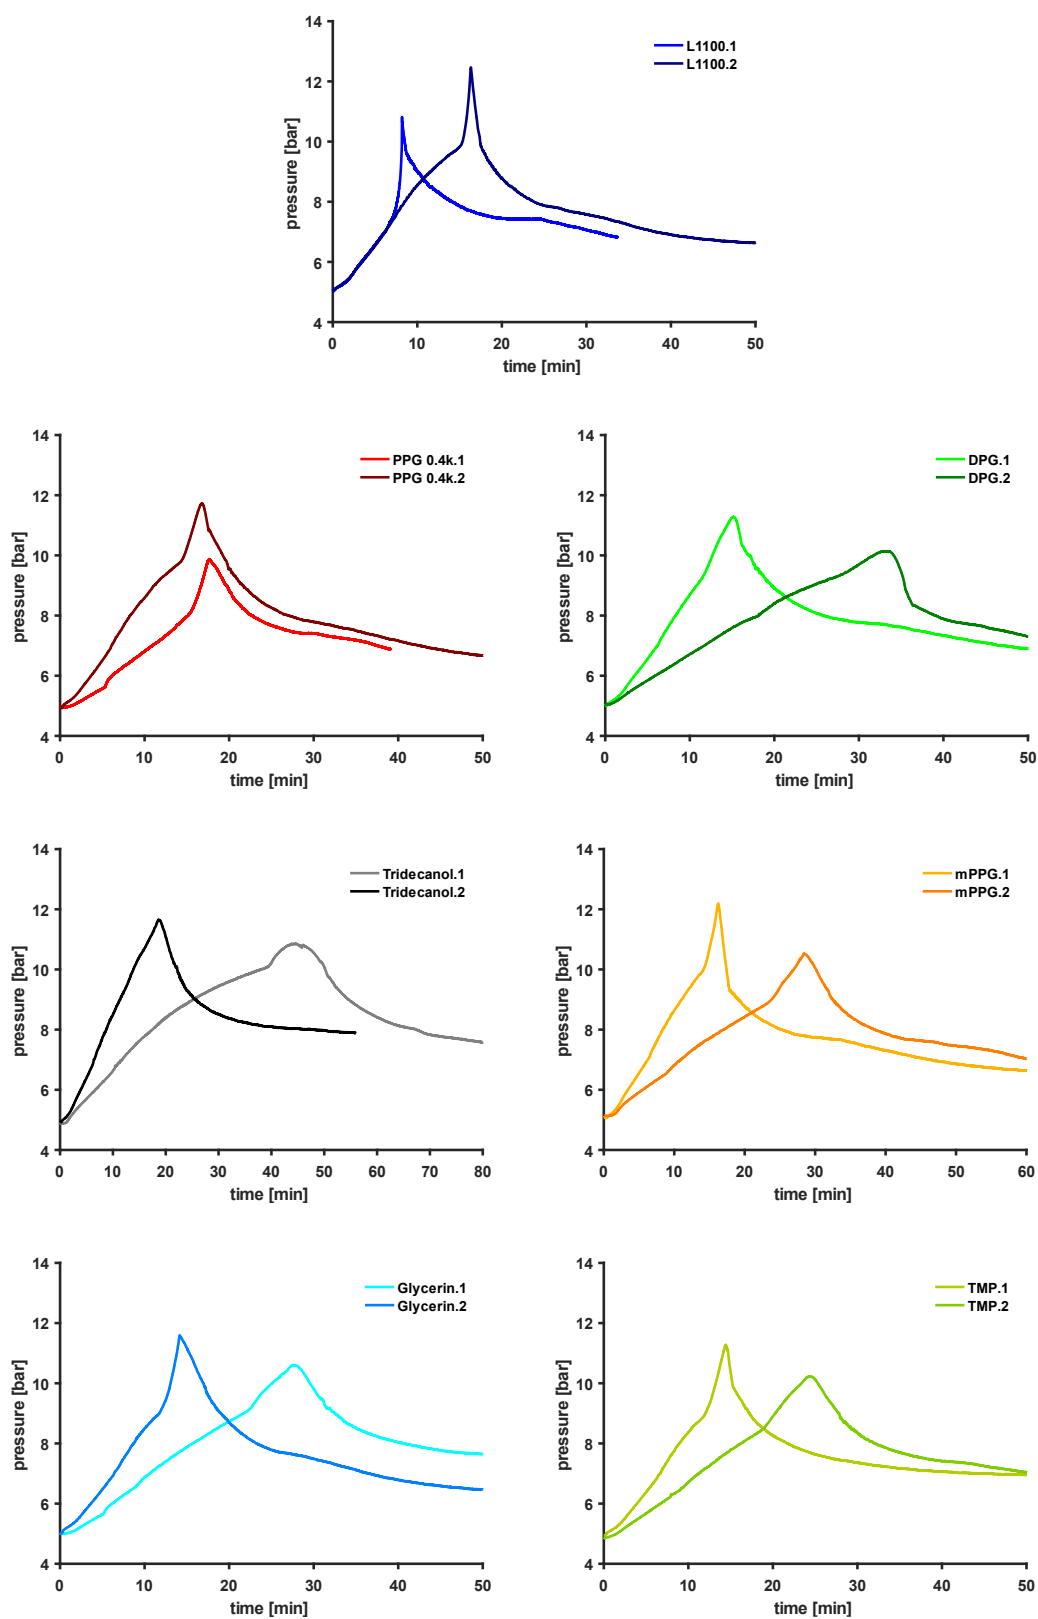 14
12
10
8
6
4
pressure [bar]
L1100.1
L1100.2
0 10 20 30 40 50
time [min]
14
12
10
8
6
4
pressure [bar]
PPG 0.4k.1
PPG 0.4k.2
0 10 20 30 40 50
time [min]
14
12
10
8
6
4
pressure [bar]
DPG.1
DPG.2
0 10 20 30 40 50
time [min]
14
12
10
8
6
4
pressure [bar]
Tridecanol.1
Tridecanol.2
0 10 20 30 40 50 60 70 80
time [min]
14
12
10
8
6
4
pressure [bar]
mPPG.1
mPPG.2
0 10 20 30 40 50 60
time [min]
14
12
10
8
6
4
pressure [bar]
Glycerin.1
Glycerin.2
0 10 20 30 40 50
time [min]
14
12
10
8
6
4
pressure [bar]
TMP.1
TMP.2
0 10 20 30 40 50
time [min]